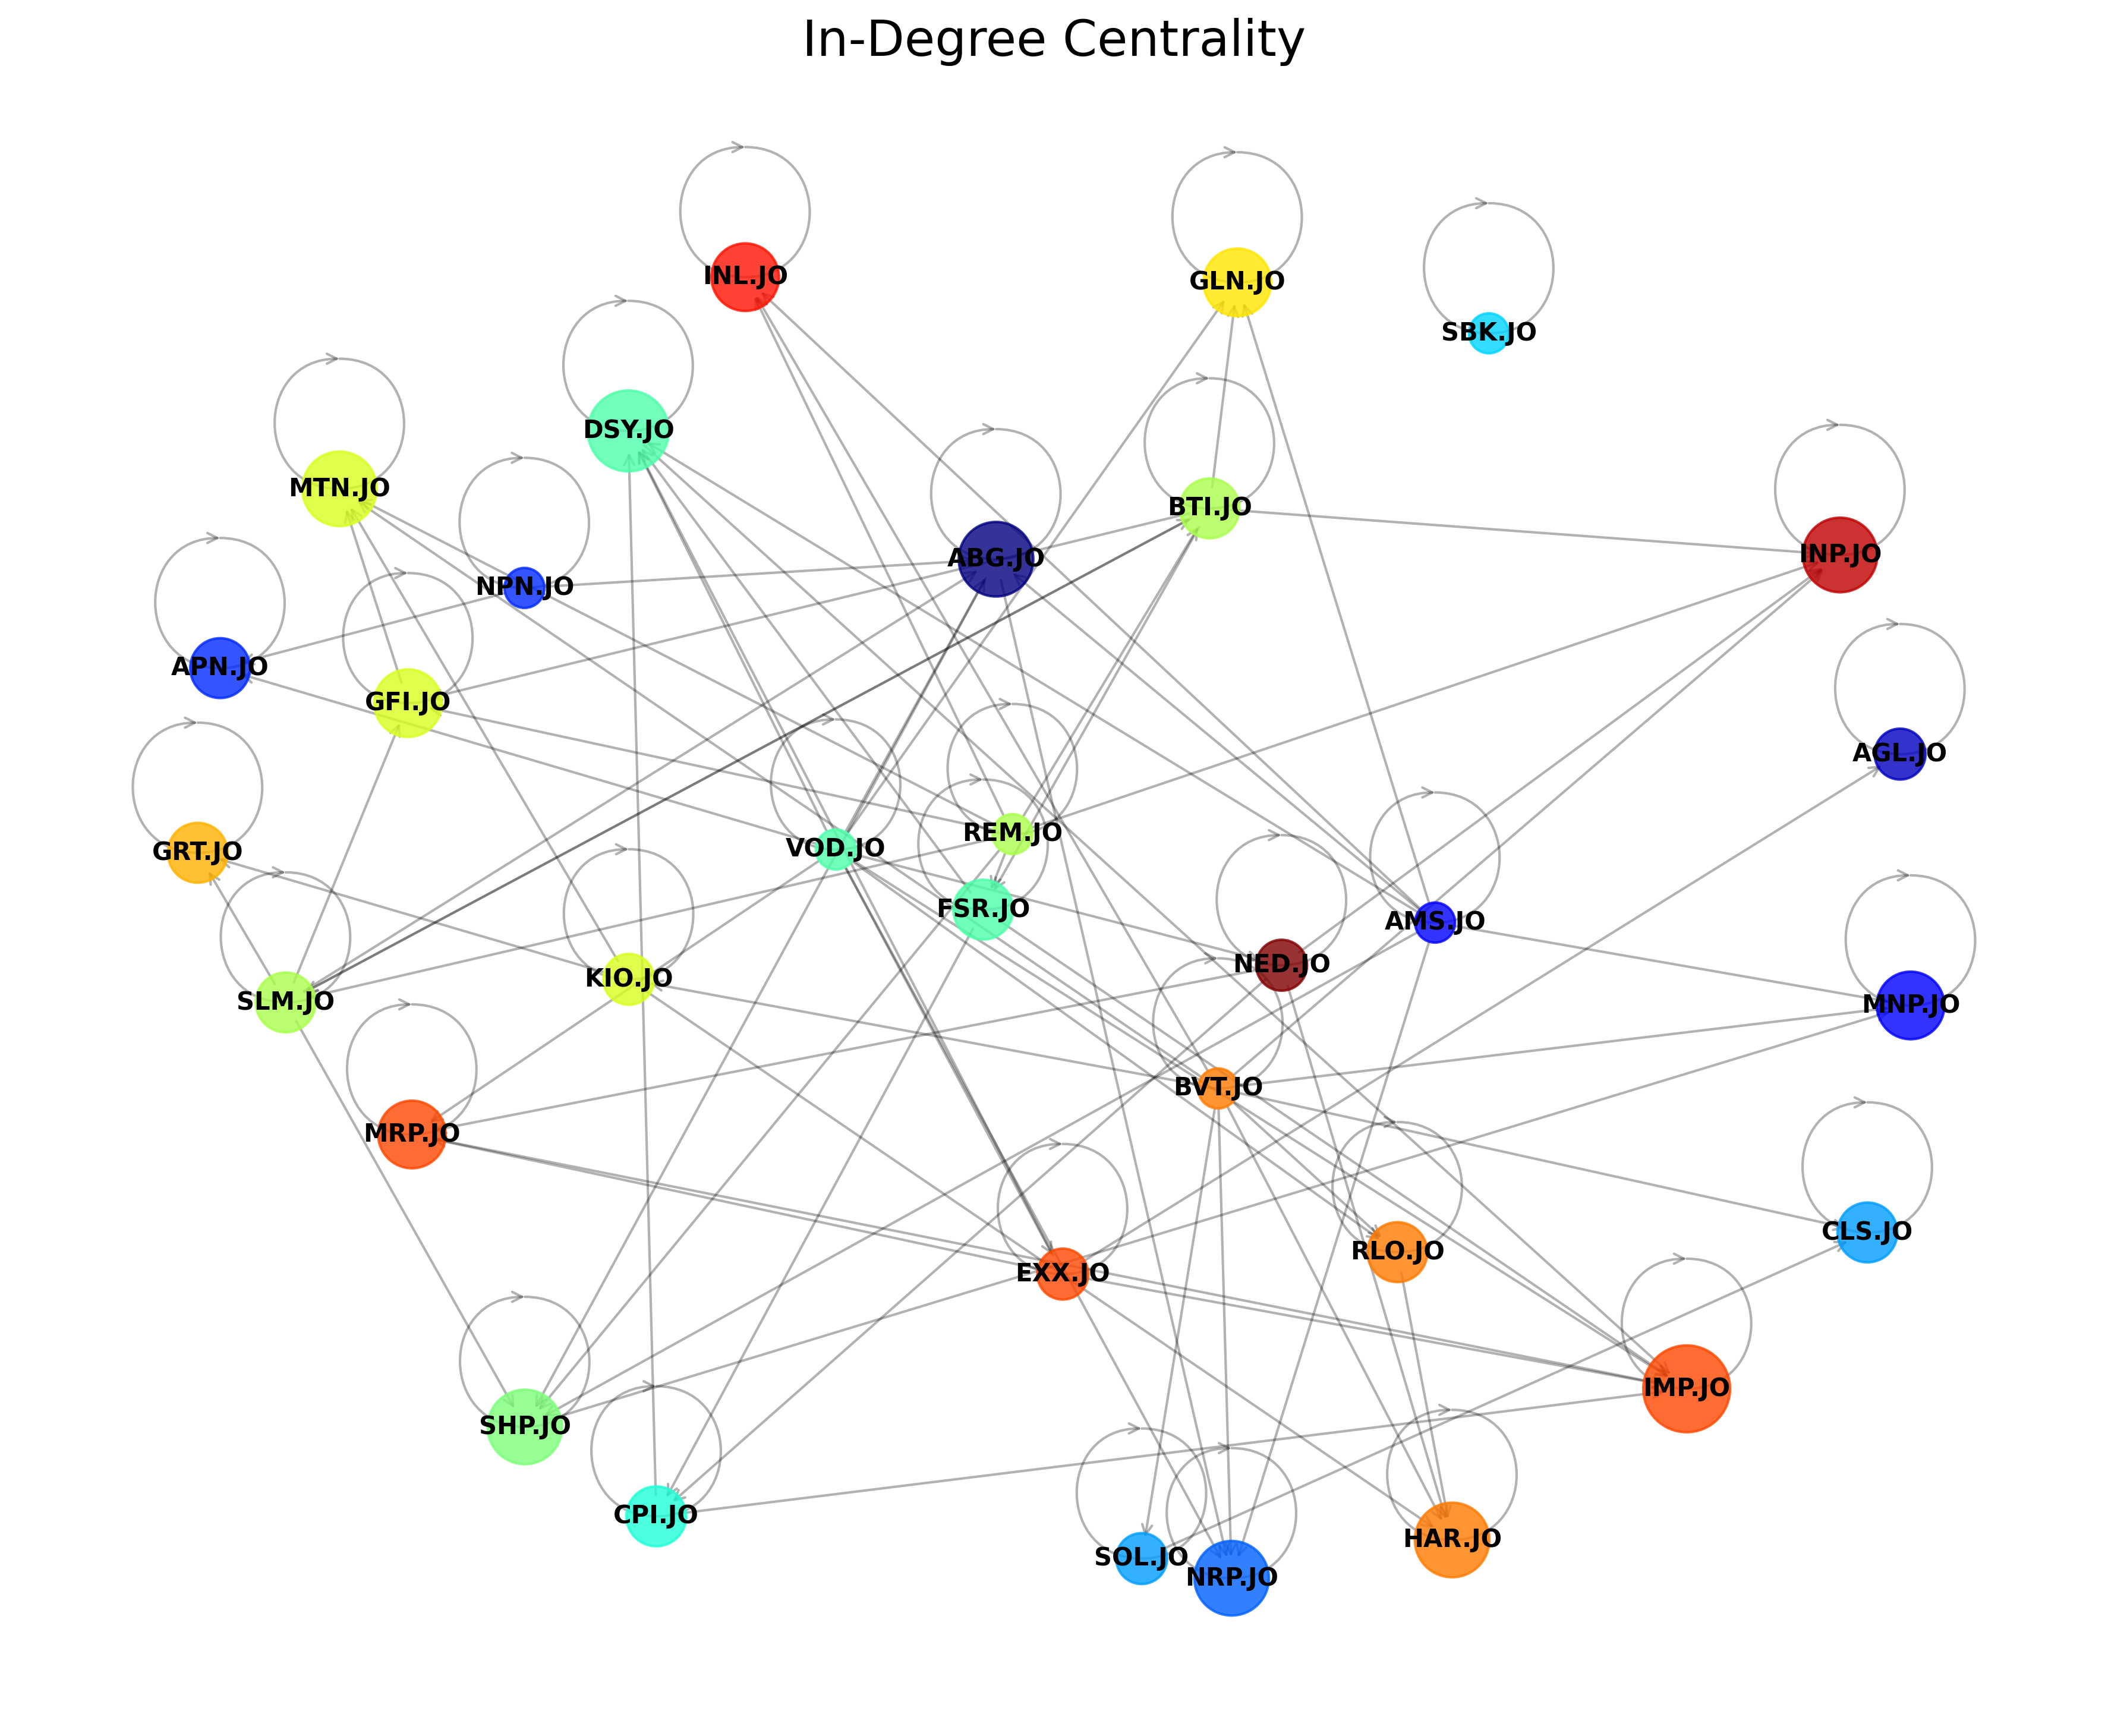 In-Degree Centrality
INL.JO
GLN.JO
SBK.JO
DSY.JO
MTN.JO
BTI.JO
ABG.JO
INP.JO
NPN.JO
APN.JO
GFI.JO
AGL.JO
REM.JO
VOD.JO
GRT.JO
FSR.JO
AMS.JO
NED.JO
KIO.JO
SLM.JO
MNP.JO
BVT.JO
MRP.JO
CLS.JO
RLO.JO
EXX.JO
IMP.JO
SHP.JO
CPI.JO
HAR.JO
SOL.JO
NRP.JO